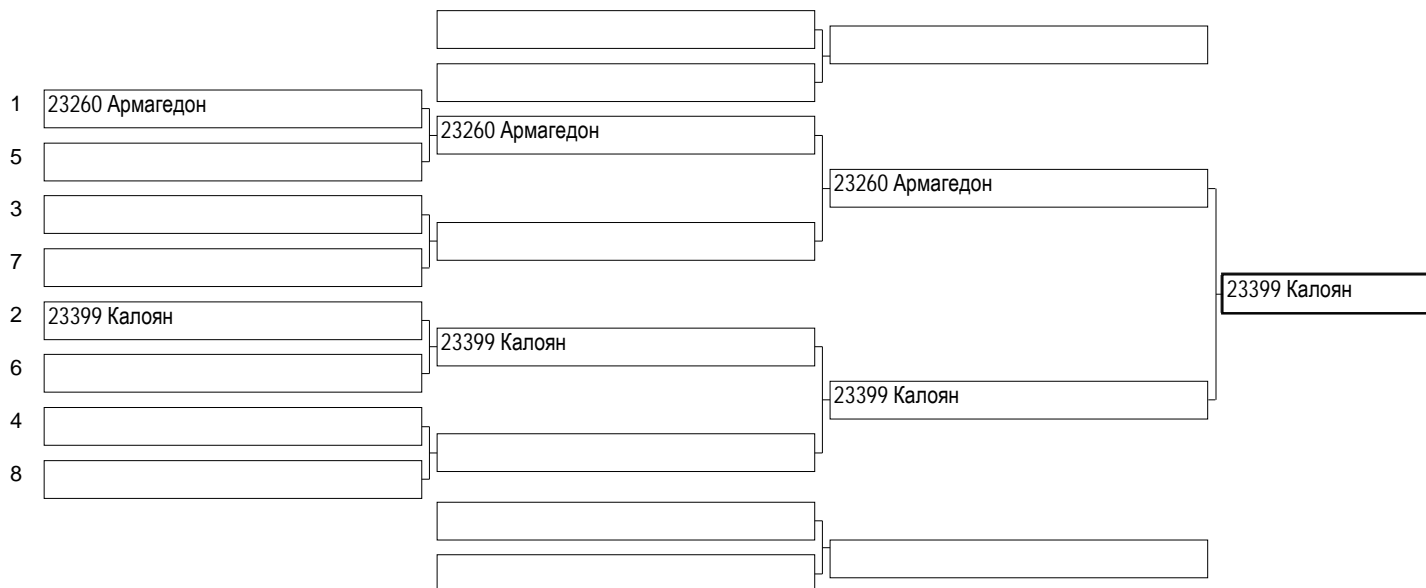 1 23260 Армагедон
23260 Армагедон
5
23260 Армагедон
3
7
23399 Калоян
2 23399 Калоян
23399 Калоян
6
23399 Калоян
4
8